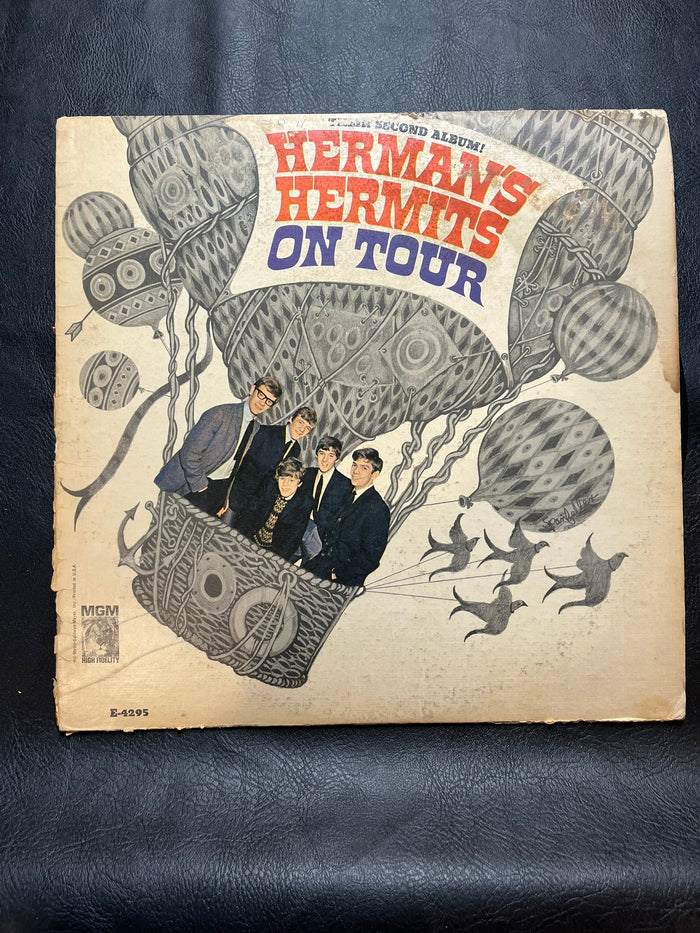 THEIR SECOND ALBUM!
HERMAN'S
HERMITS
ON TOUR
MGM
HIGH FIDELITY
E-4295